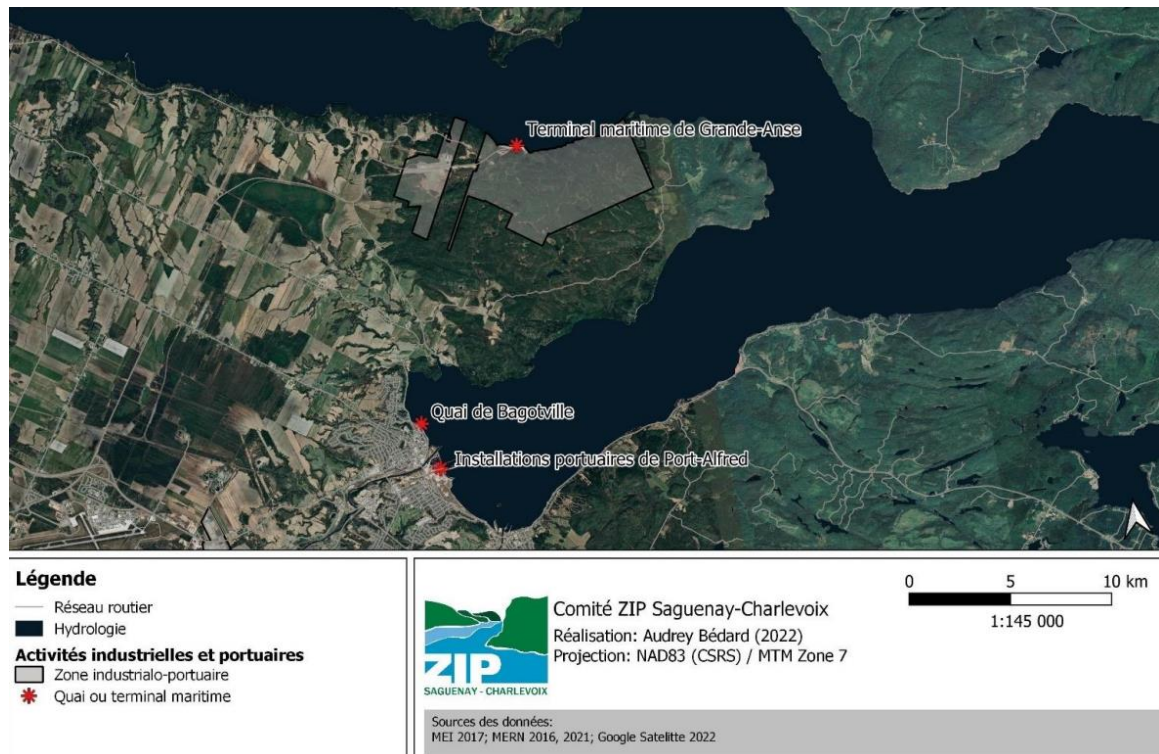 Terminal maritime de Grande-Anse
Quai de Bagotville
Installations portuaires de Port-Alfred
Légende
Réseau routier
Hydrologie
Activités industrielles et portuaires
Zone industrialo-portuaire
Quai ou terminal maritime
ZIP
SAGUENAY - CHARLEVOIX
Comité ZIP Saguenay-Charlevoix
Réalisation: Audrey Bédard (2022)
Projection: NAD83 (CSRS) / MTM Zone 7
0 5 10 km
1:145 000
Sources des données:
MEI 2017; MERN 2016, 2021; Google Satelitte 2022